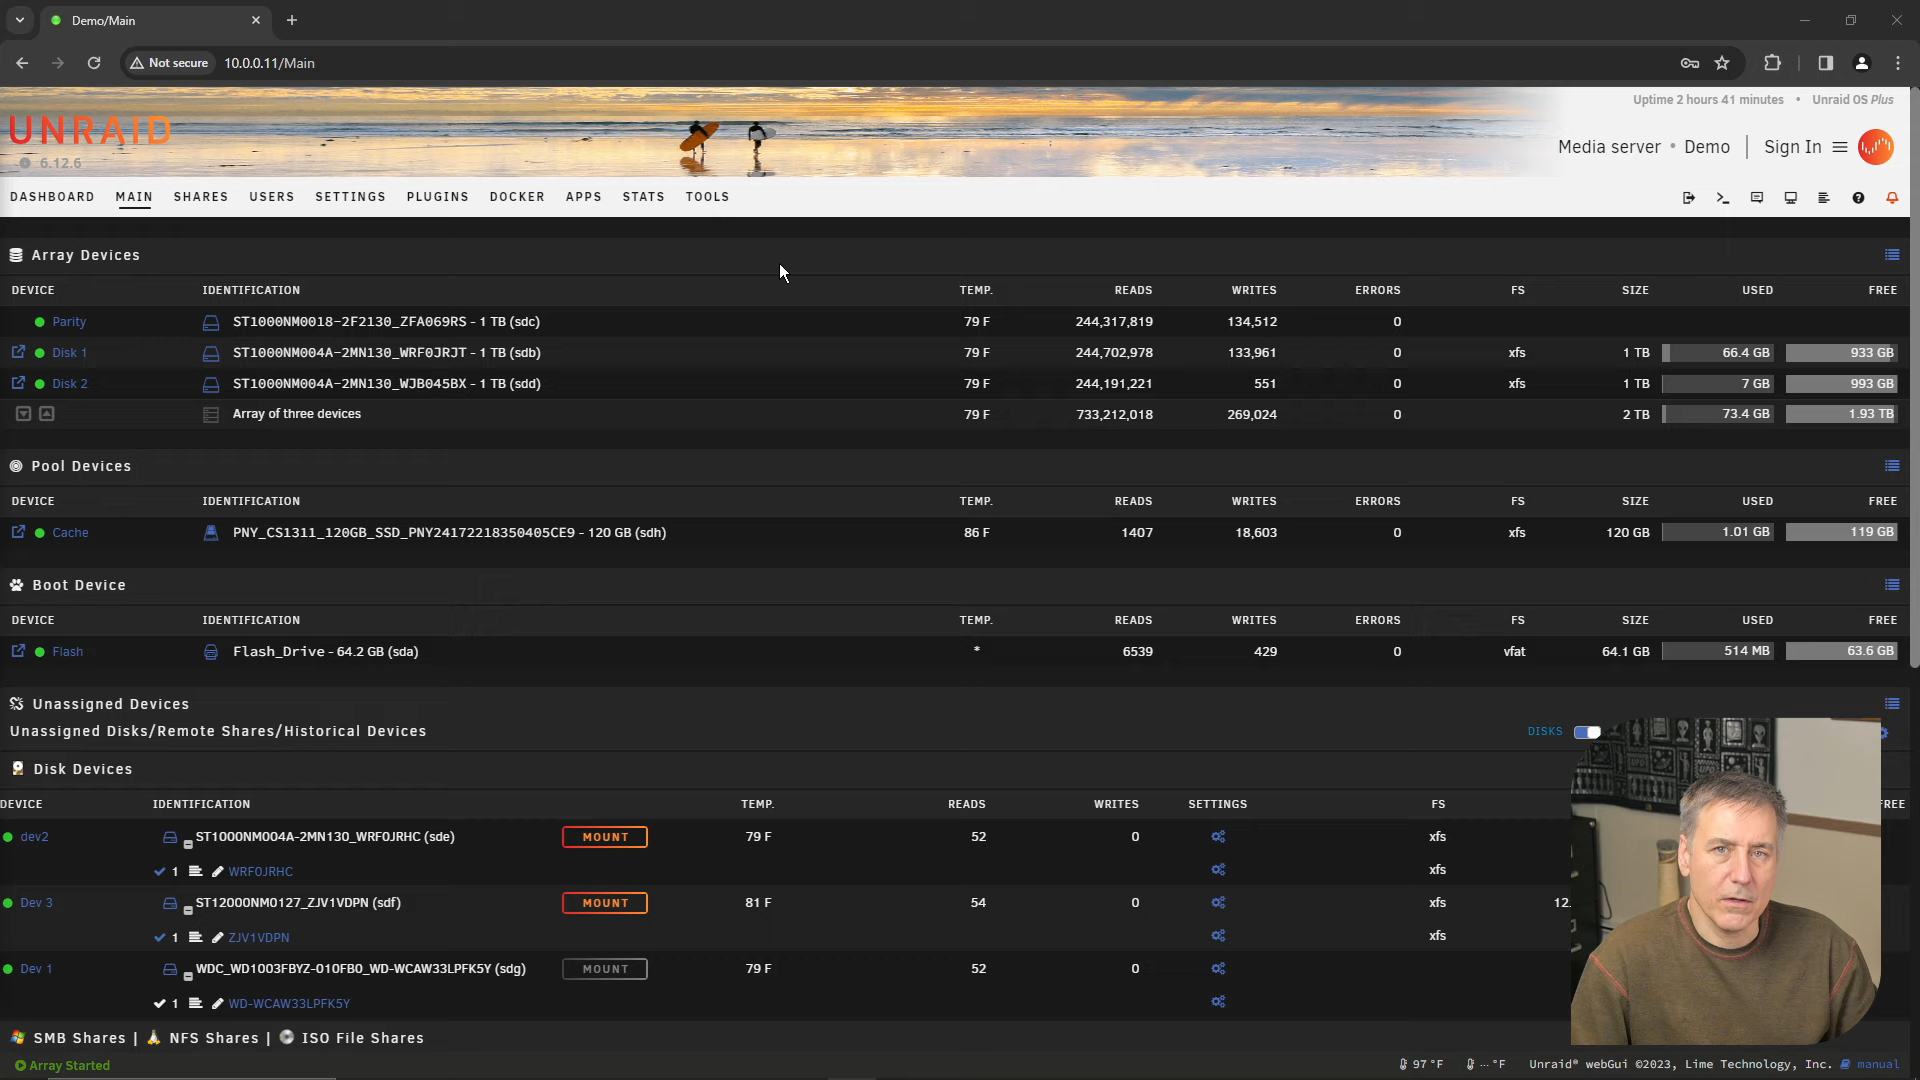 Demo/Main
Not secure 10.0.0.11/Main
Uptime 2 hours 41 minutes • Unraid OS Plus
UNRAID
6.12.6
Media server • Demo Sign In
DASHBOARD MAIN SHARES USERS SETTINGS PLUGINS DOCKER APPS STATS TOOLS
Array Devices
DEVICE IDENTIFICATION TEMP. READS WRITES ERRORS FS SIZE USED FREE
Parity ST1000NM0018-2F2130_ZFA069RS - 1 TB (sdc) 79 F 244,317,819 134,512 0
Disk 1 ST1000NM004A-2MN130_WRF0JRJT - 1 TB (sdb) 79 F 244,702,978 133,961 0 xfs 1 TB 66.4 GB 933 GB
Disk 2 ST1000NM004A-2MN130_WJB045BX - 1 TB (sdd) 79 F 244,191,221 551 0 xfs 1 TB 7 GB 993 GB
Array of three devices 79 F 733,212,018 269,024 0 2 TB 73.4 GB 1.93 TB
Pool Devices
DEVICE IDENTIFICATION TEMP. READS WRITES ERRORS FS SIZE USED FREE
Cache PNY_CS1311_120GB_SSD_PNY24172218350405CE9 - 120 GB (sdh) 86 F 1407 18,603 0 xfs 120 GB 1.01 GB 119 GB
Boot Device
DEVICE IDENTIFICATION TEMP. READS WRITES ERRORS FS SIZE USED FREE
Flash Flash_Drive - 64.2 GB (sda) * 6539 429 0 vfat 64.1 GB 514 MB 63.6 GB
Unassigned Devices
Unassigned Disks/Remote Shares/Historical Devices DISKS
Disk Devices
DEVICE IDENTIFICATION TEMP. READS WRITES SETTINGS FS FREE
dev2 ST1000NM004A-2MN130_WRF0JRHC (sde) MOUNT 79 F 52 0 xfs
1 WRF0JRHC xfs
Dev 3 ST12000NM0127_ZJV1VDPN (sdf) MOUNT 81 F 54 0 xfs 12.
1 ZJV1VDPN xfs
Dev 1 WDC_WD1003FBYZ-010FB0_WD-WCAW33LPFK5Y (sdg) MOUNT 79 F 52 0
1 WD-WCAW33LPFK5Y
SMB Shares | NFS Shares | ISO File Shares
Array Started 97 °F -- °F Unraid® webGui ©2023, Lime Technology, Inc. manual